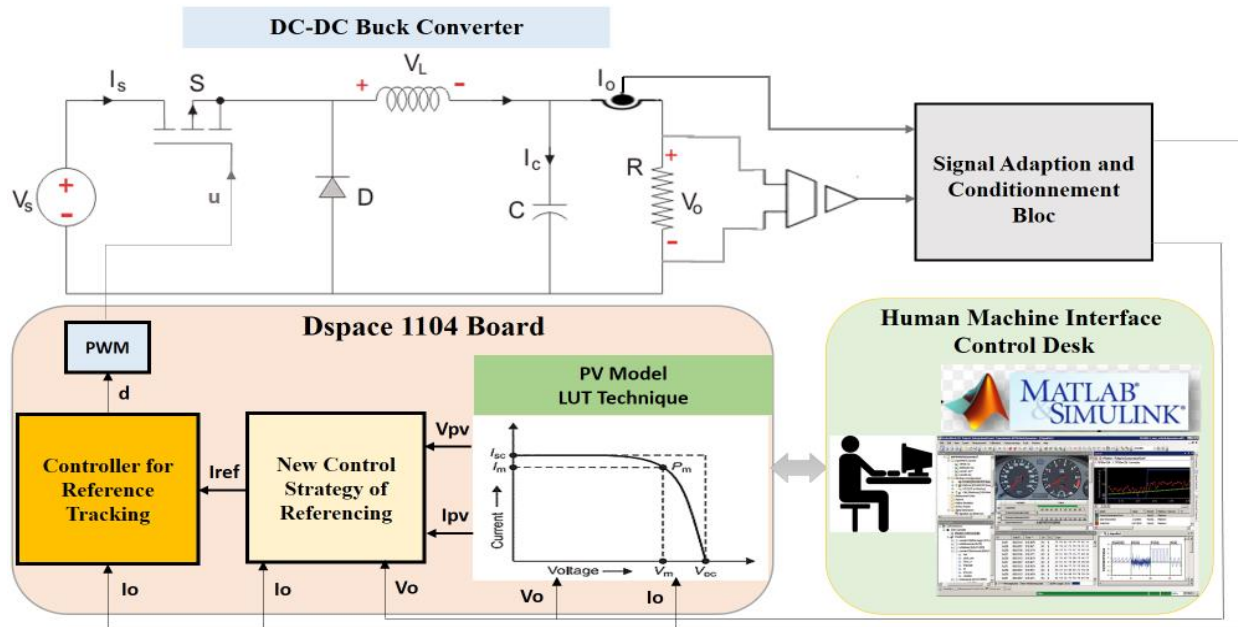 DC-DC Buck Converter
Is
S
VL
Io
+
-
Vs
+
-
u
D
Ic
C
R
+
Vo
-
Signal Adaption and
Conditionnement
Bloc
Dspace 1104 Board
PWM
d
Controller for
Reference
Tracking
Iref
New Control
Strategy of
Referencing
Vpv
Ipv
PV Model
LUT Technique
Isc
Im
Pm
Current
Voltage
Vm
Voc
Io
Io
Vo
Vo
Io
Human Machine Interface
Control Desk
MATLAB®
&SIMULINK®